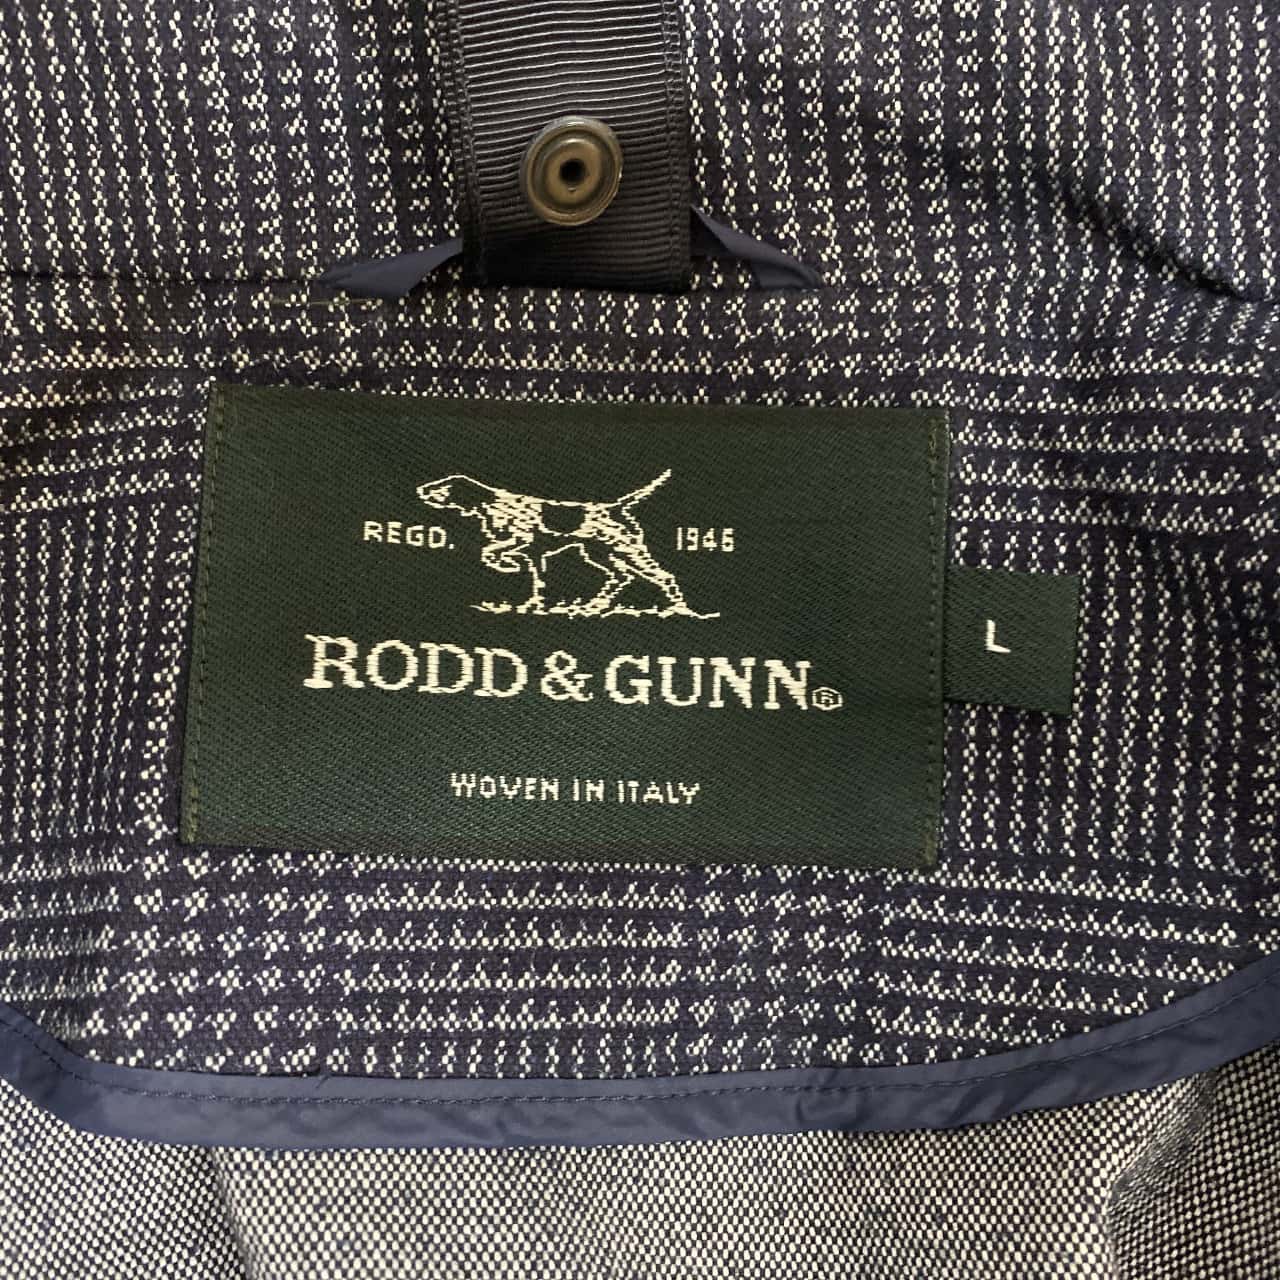 REGD. 1946
RODD & GUNN®
WOVEN IN ITALY
L